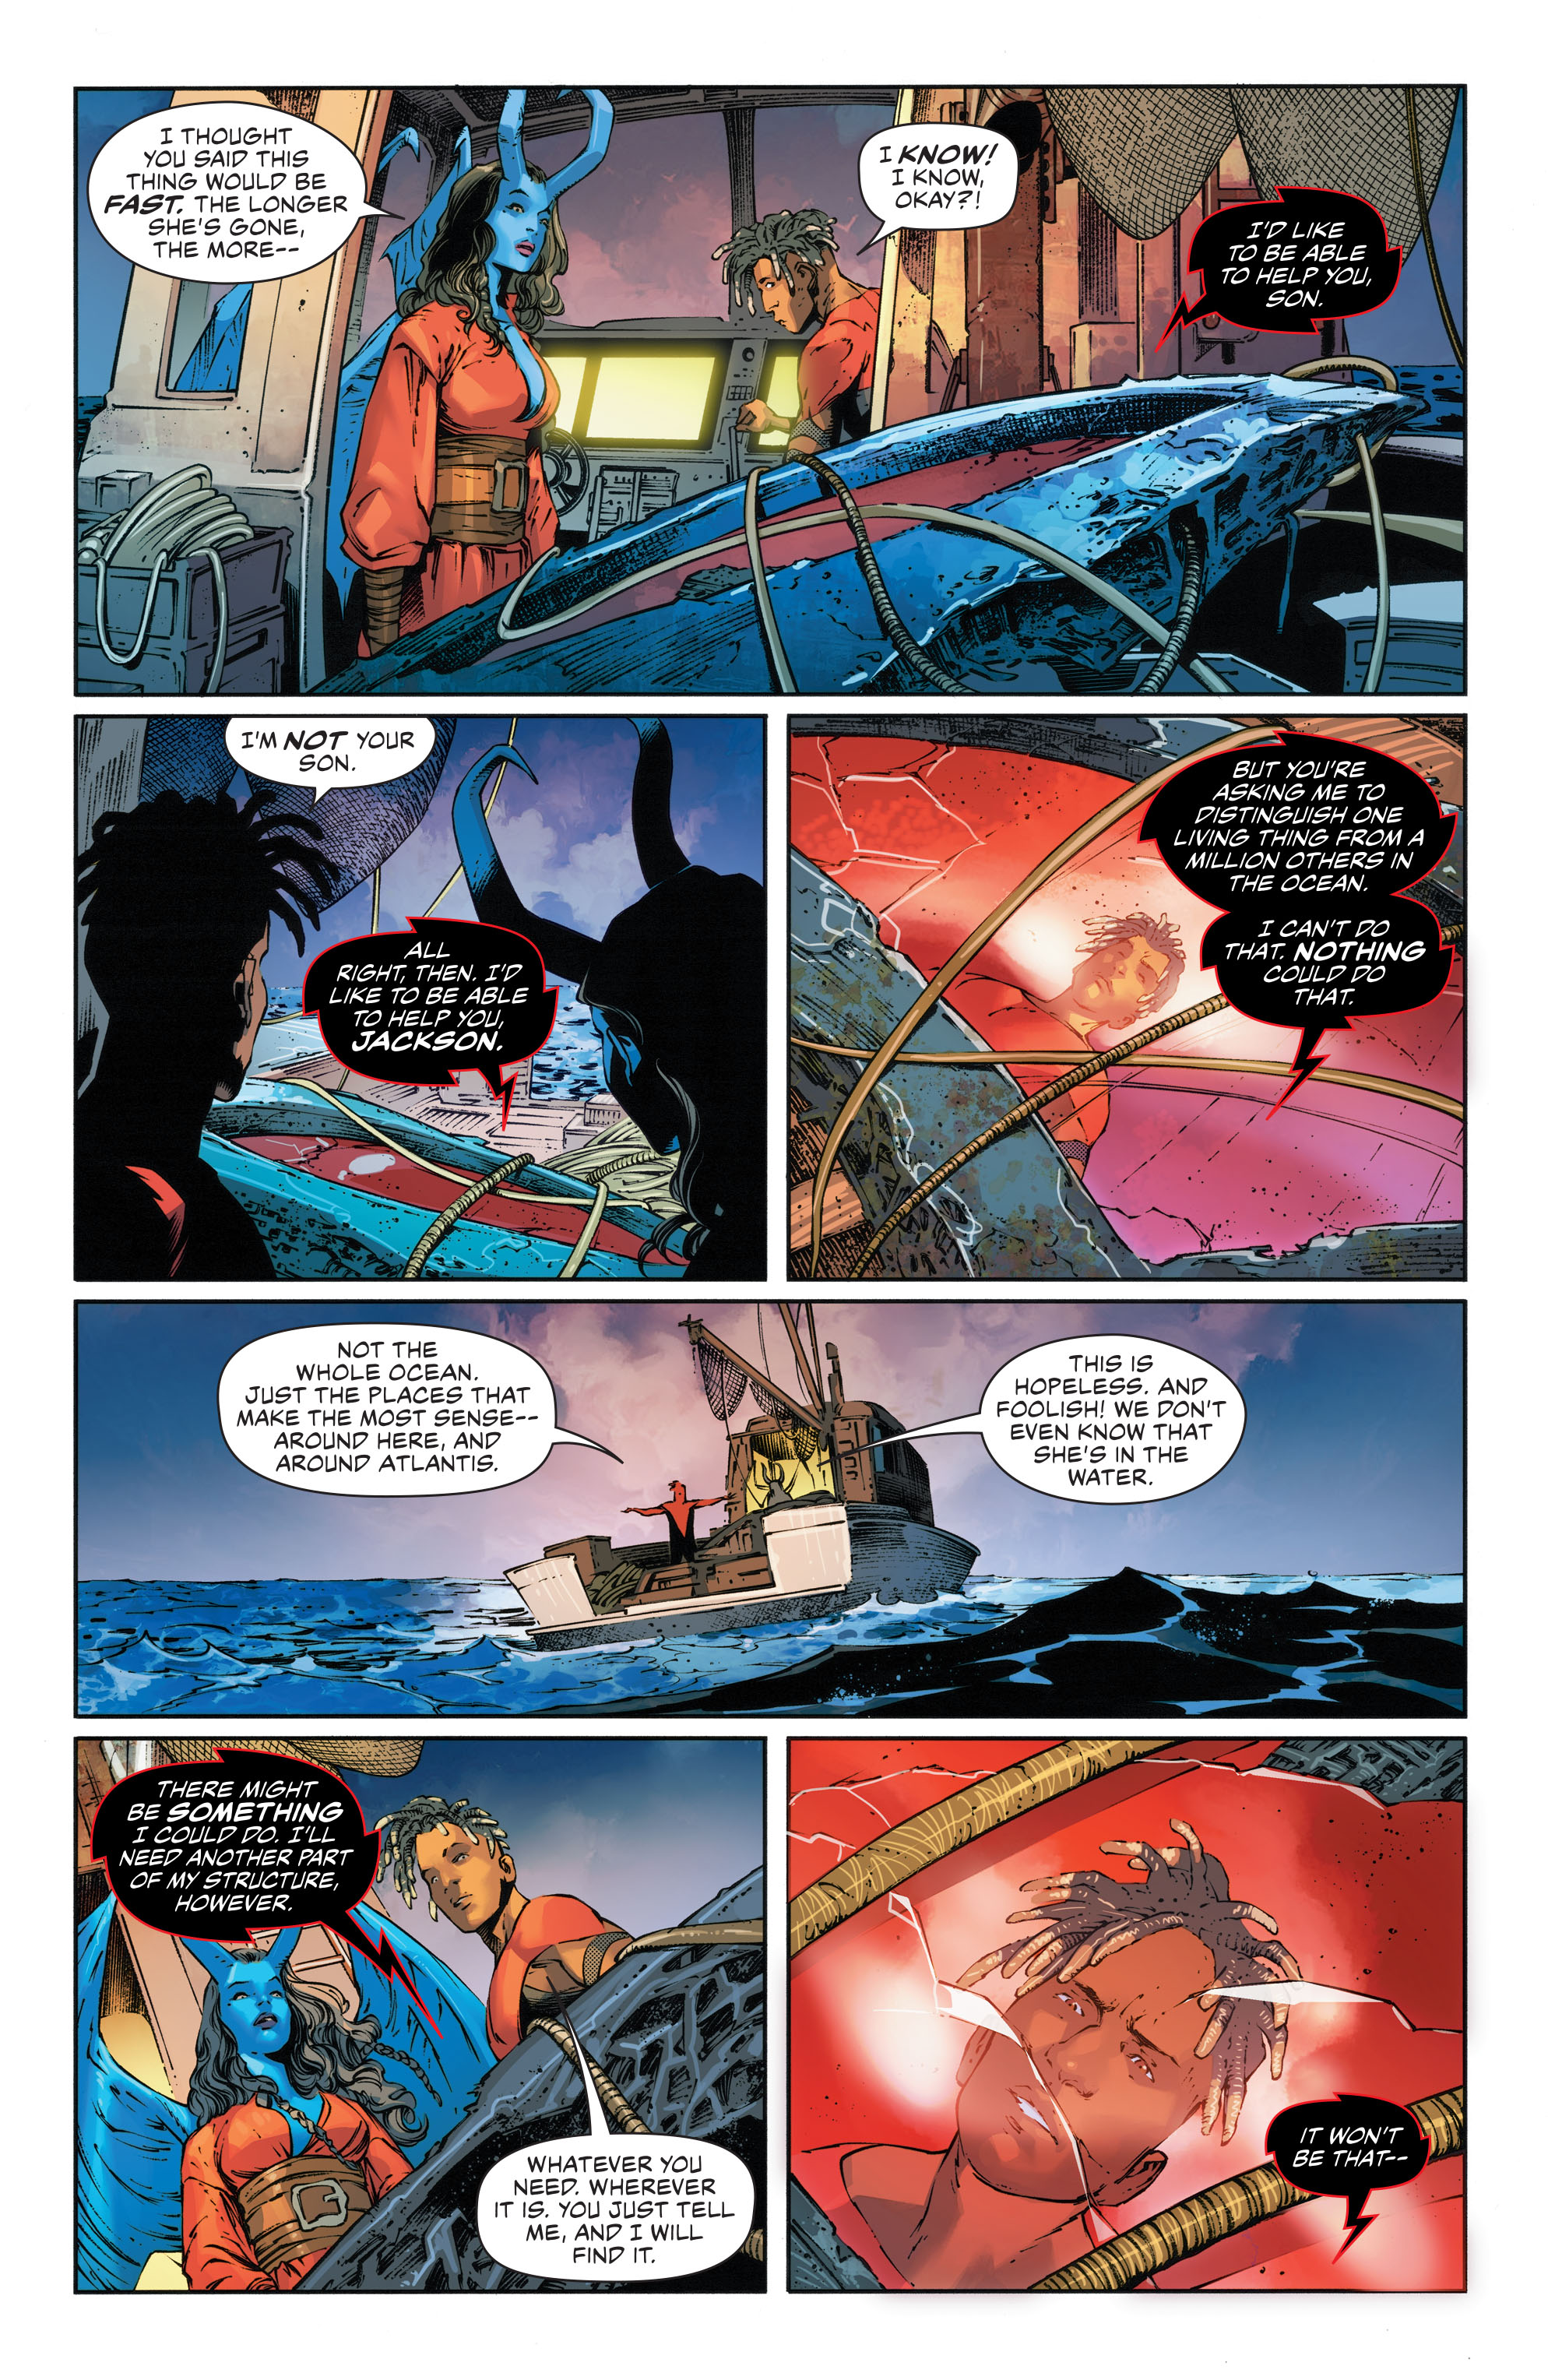 I THOUGHT
YOU SAID THIS
THING WOULD BE
FAST. THE LONGER
SHE'S GONE,
THE MORE--
I KNOW!
I KNOW,
OKAY?!
I'D LIKE
TO BE ABLE
TO HELP YOU,
SON.
I'M NOT YOUR
SON.
ALL
RIGHT, THEN. I'D
LIKE TO BE ABLE
TO HELP YOU,
JACKSON.
BUT YOU'RE
ASKING ME TO
DISTINGUISH ONE
LIVING THING FROM A
MILLION OTHERS IN
THE OCEAN.
I CAN'T DO
THAT. NOTHING
COULD DO
THAT.
NOT THE
WHOLE OCEAN.
JUST THE PLACES THAT
MAKE THE MOST SENSE--
AROUND HERE, AND
AROUND ATLANTIS.
THIS IS
HOPELESS. AND
FOOLISH! WE DON'T
EVEN KNOW THAT
SHE'S IN THE
WATER.
THERE MIGHT
BE SOMETHING
I COULD DO. I'LL
NEED ANOTHER PART
OF MY STRUCTURE,
HOWEVER.
WHATEVER YOU
NEED. WHEREVER
IT IS. YOU JUST TELL
ME, AND I WILL
FIND IT.
IT WON'T
BE THAT--